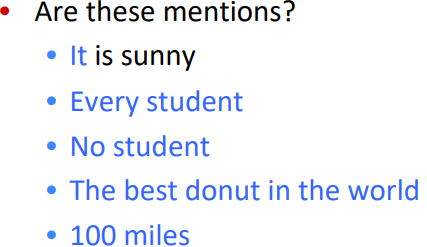 • Are these mentions?
• It is sunny
• Every student
• No student
• The best donut in the world
• 100 miles